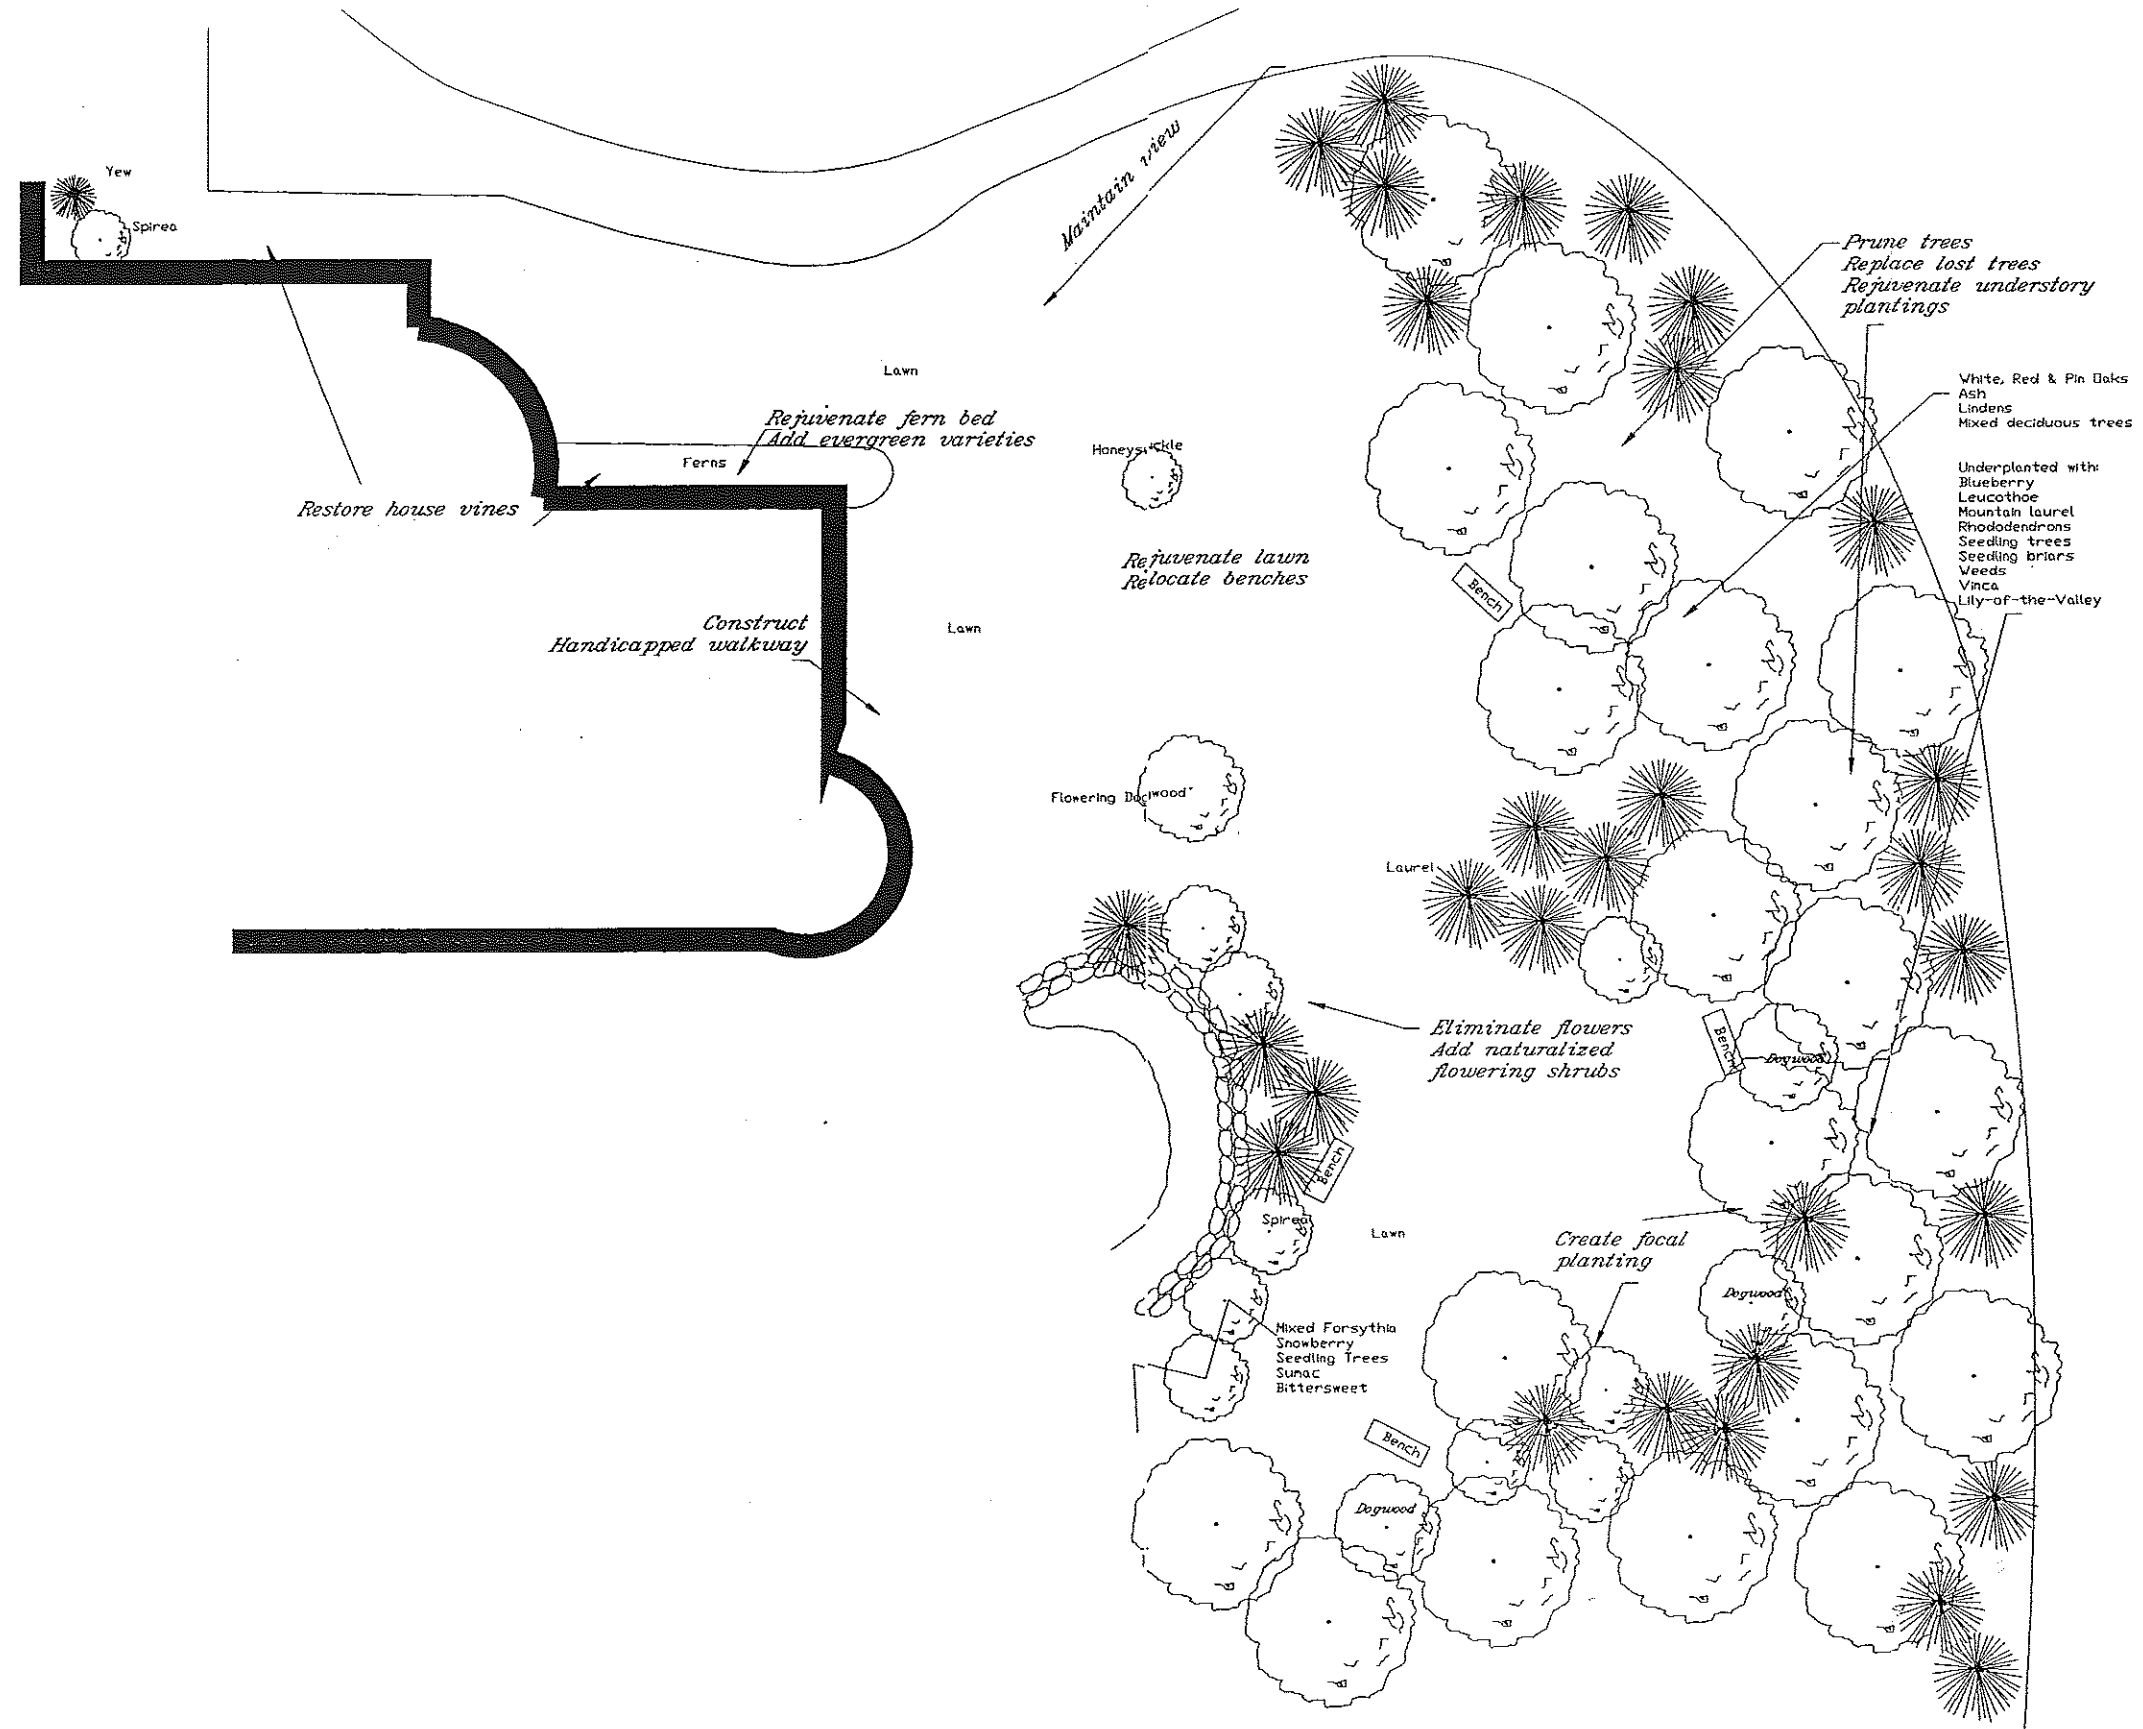 Yew
Spirea
Maintain view
Prune trees
Replace lost trees
Rejuvenate understory
plantings
Lawn
White, Red & Pin Oaks
Ash
Lindens
Mixed deciduous trees
Rejuvenate fern bed
Add evergreen varieties
Ferns
Honeysuckle
Underplanted with:
Blueberry
Leucothoe
Mountain laurel
Rhododendrons
Seedling trees
Seedling briars
Weeds
Vinca
Lily-of-the-Valley
Restore house vines
Rejuvenate lawn
Relocate benches
Bench
Construct
Handicapped walkway
Lawn
Flowering Dogwood
Laurel
Eliminate flowers
Add naturalized
flowering shrubs
Bench
Dogwood
Bench
Spirea
Lawn
Create focal
planting
Dogwood
Mixed Forsythia
Snowberry
Seedling Trees
Sumac
Bittersweet
Bench
Dogwood